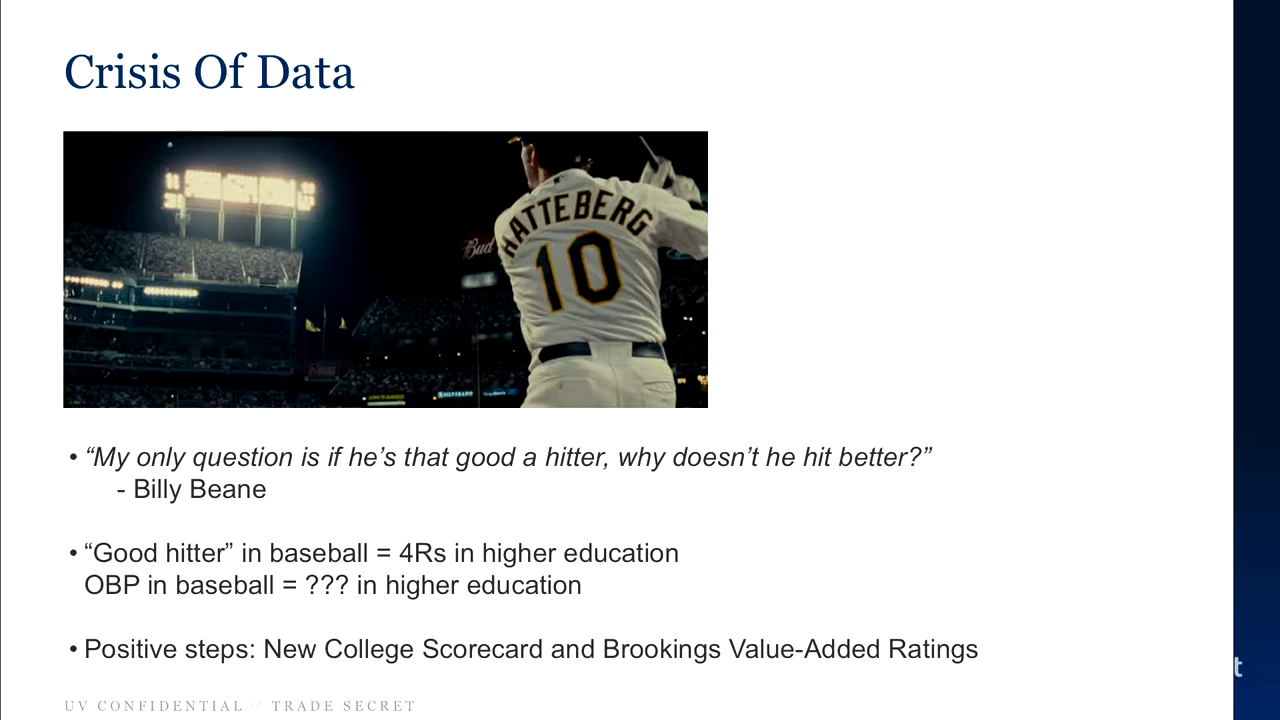 Crisis Of Data
HATTEBERG
10
Bud
• “My only question is if he’s that good a hitter, why doesn’t he hit better?”
- Billy Beane
• “Good hitter” in baseball = 4Rs in higher education
OBP in baseball = ??? in higher education
• Positive steps: New College Scorecard and Brookings Value-Added Ratings
t
UV CONFIDENTIAL // TRADE SECRET